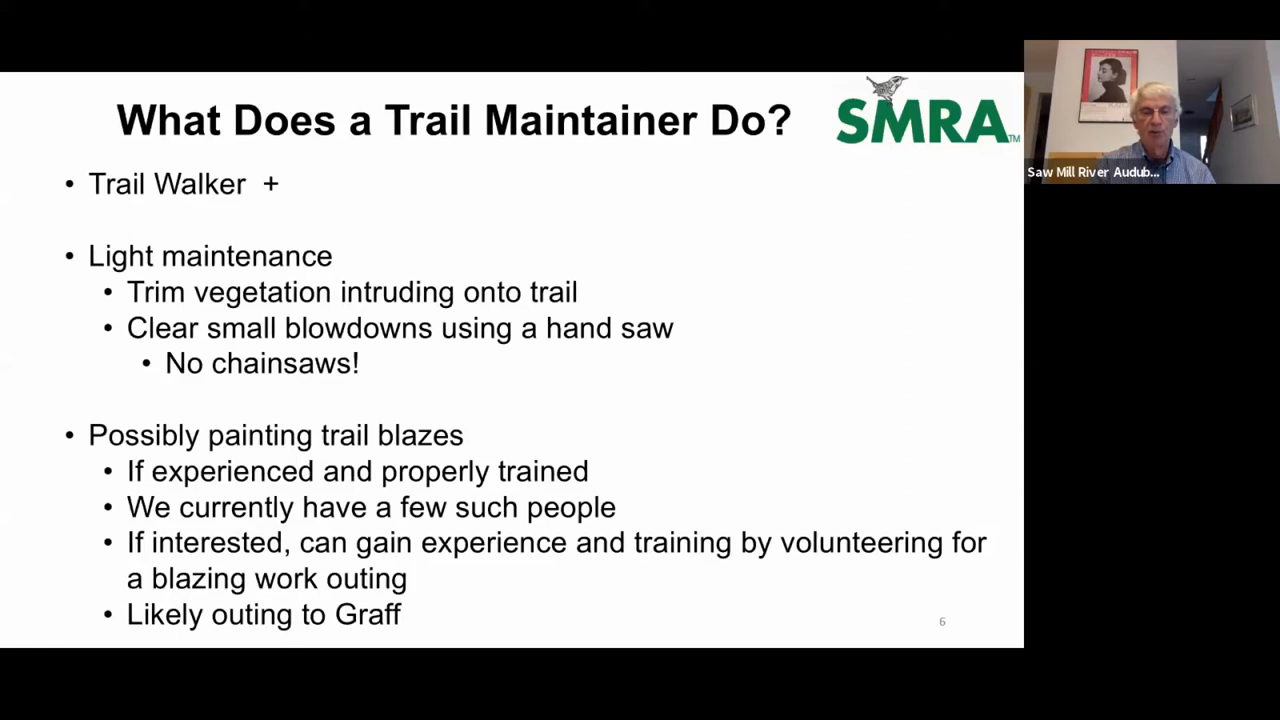 What Does a Trail Maintainer Do?
SMRA TM
Saw Mill River Audub...
• Trail Walker +
• Light maintenance
• Trim vegetation intruding onto trail
• Clear small blowdowns using a hand saw
• No chainsaws!
• Possibly painting trail blazes
• If experienced and properly trained
• We currently have a few such people
• If interested, can gain experience and training by volunteering for
a blazing work outing
• Likely outing to Graff
6